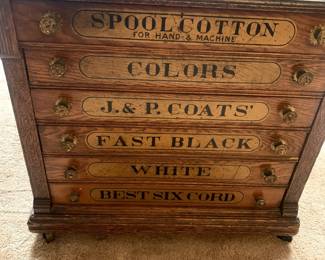 SPOOL COTTON
FOR HAND & MACHINE
COLORS
J. & P. COATS'
FAST BLACK
WHITE
BEST SIX CORD